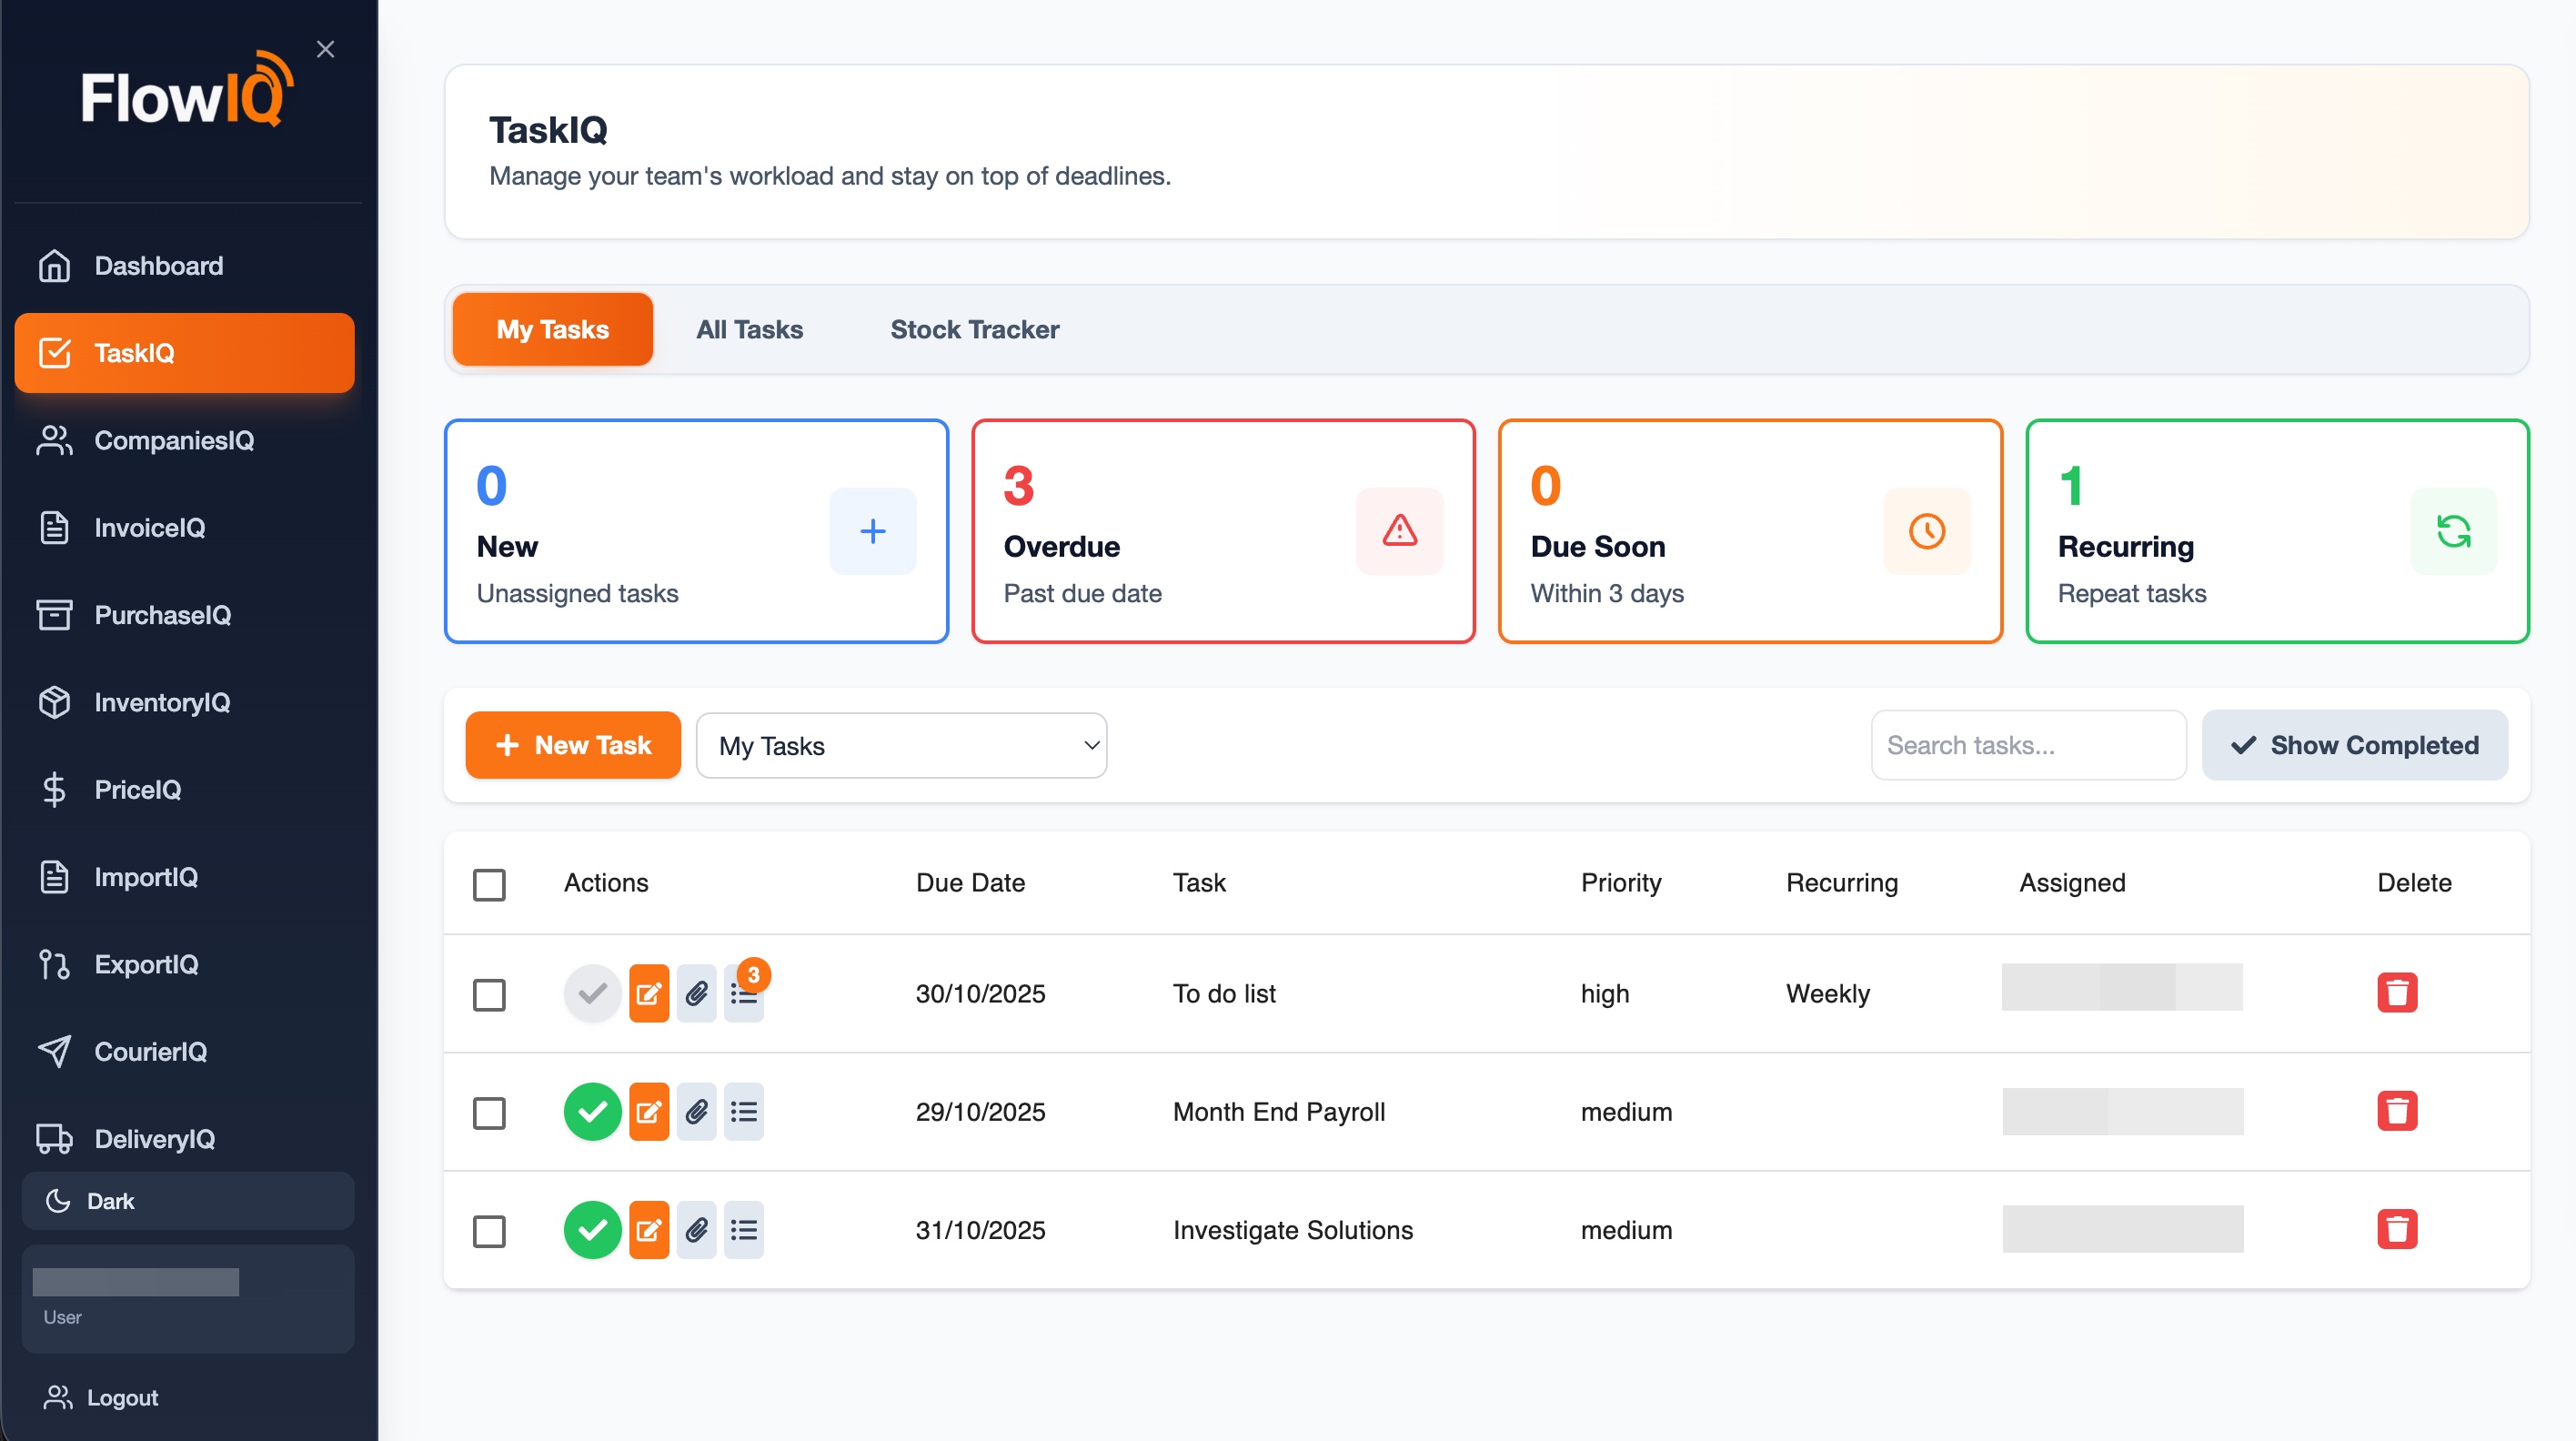 FlowIQ
Dashboard
TaskIQ
CompaniesIQ
InvoiceIQ
PurchaseIQ
InventoryIQ
PriceIQ
ImportIQ
ExportIQ
CourierIQ
DeliveryIQ
Dark
User
Logout
TaskIQ
Manage your team's workload and stay on top of deadlines.
My Tasks All Tasks Stock Tracker
0
New
Unassigned tasks
3
Overdue
Past due date
0
Due Soon
Within 3 days
1
Recurring
Repeat tasks
New Task My Tasks Search tasks... Show Completed
Actions Due Date Task Priority Recurring Assigned Delete
3
30/10/2025 To do list high Weekly
29/10/2025 Month End Payroll medium
31/10/2025 Investigate Solutions medium